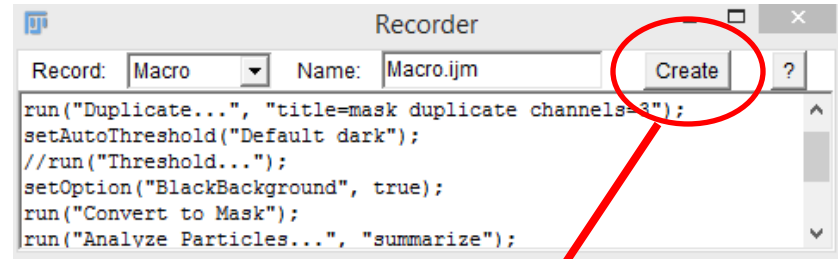 Recorder
Record: Macro Name: Macro.ijm Create ?
run("Duplicate...", "title=mask duplicate channels=3");
setAutoThreshold("Default dark");
//run("Threshold...");
setOption("BlackBackground", true);
run("Convert to Mask");
run("Analyze Particles...", "summarize");